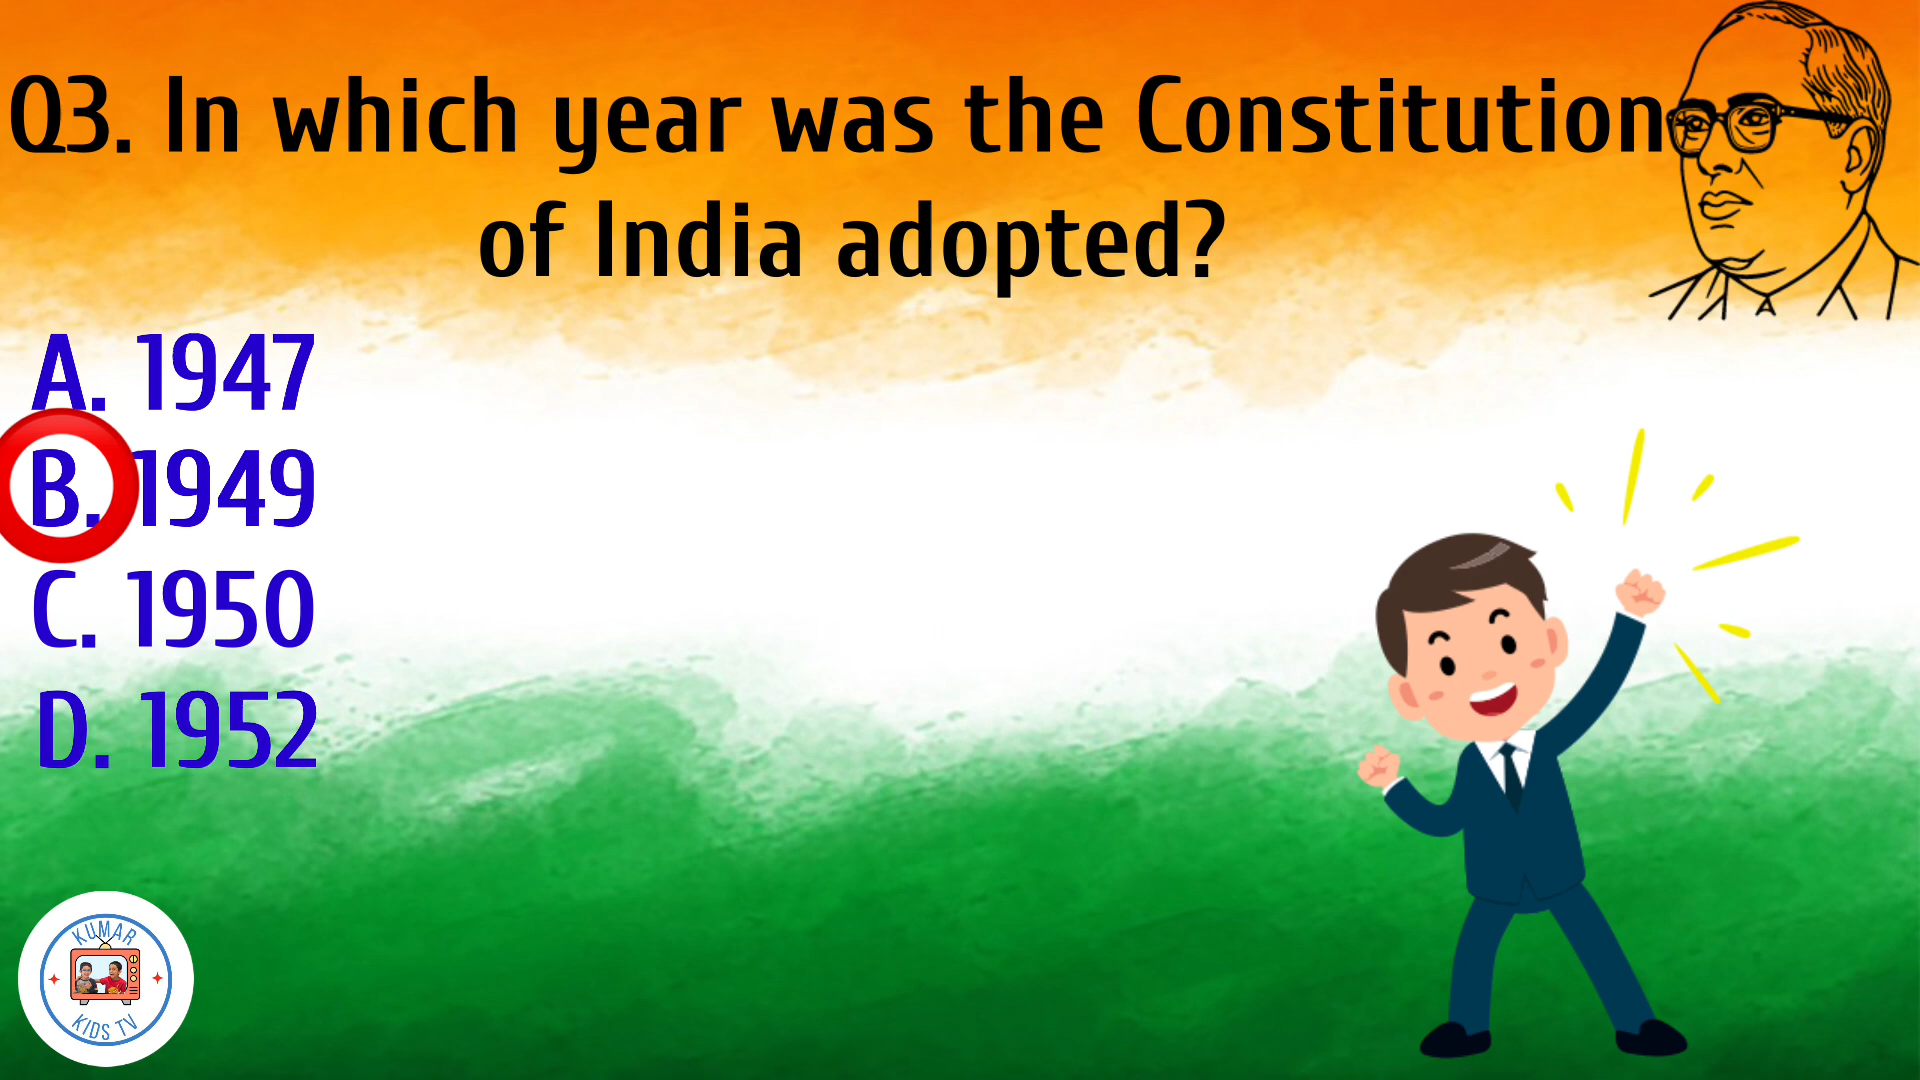 Q3. In which year was the Constitution
of India adopted?
A. 1947
B. 1949
C. 1950
D. 1952
KUMAR
KIDS TV